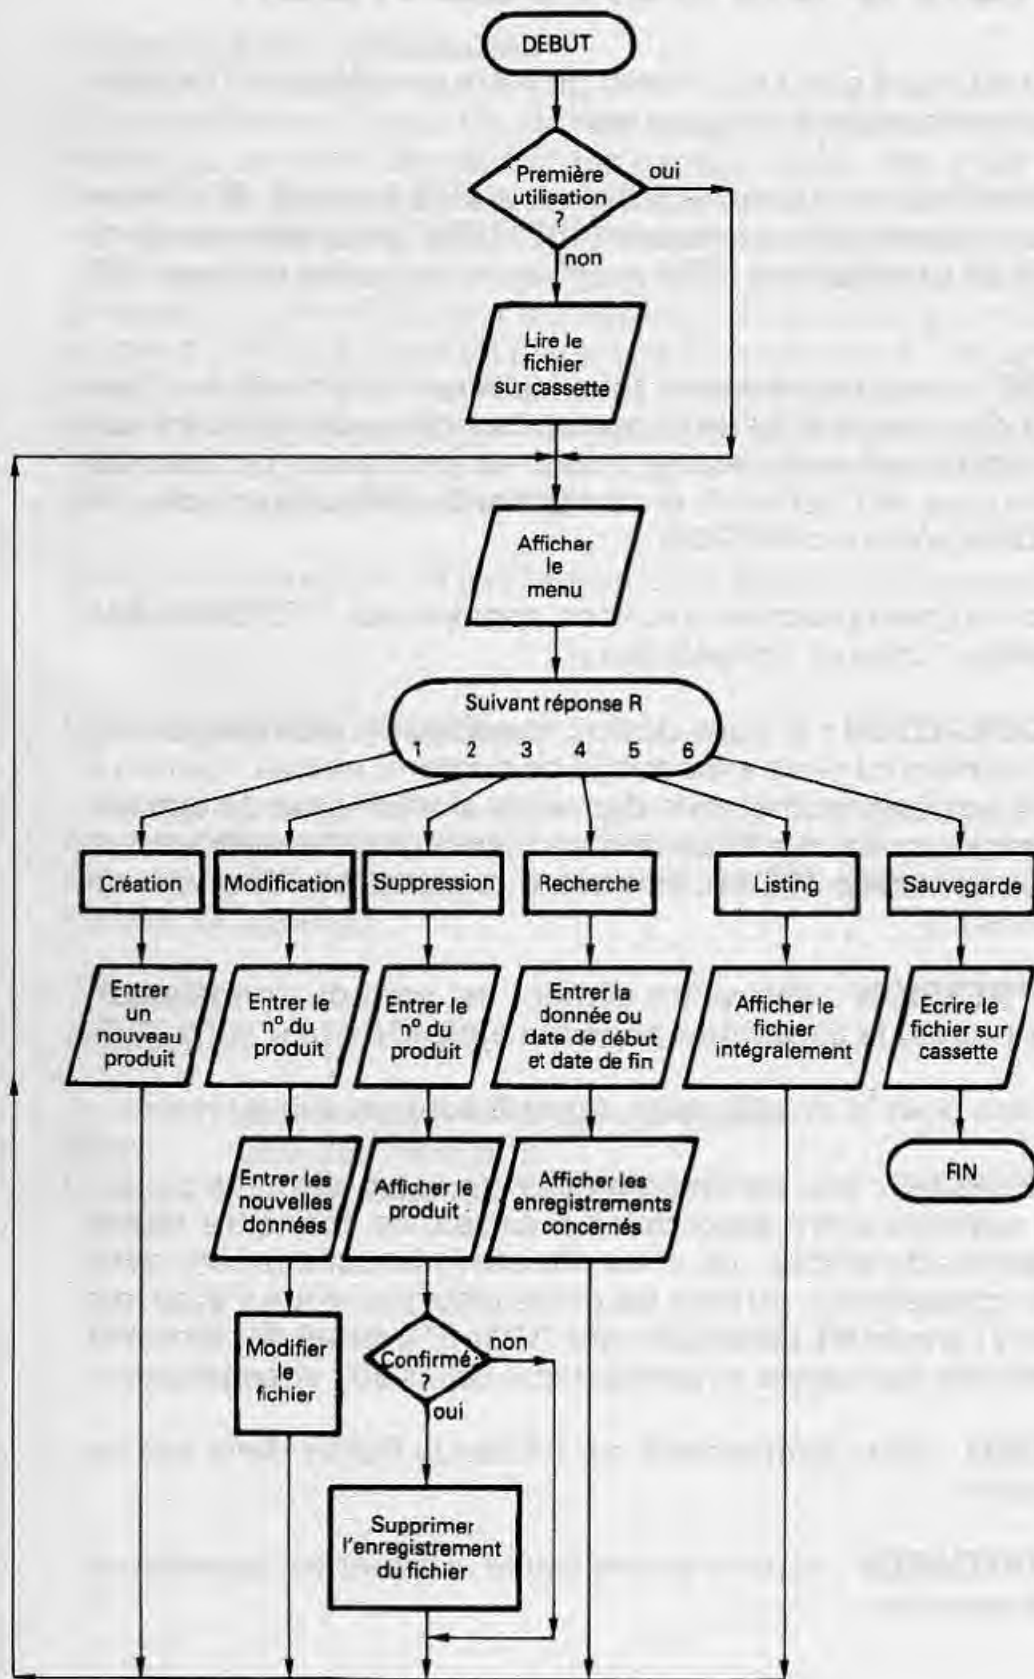 DEBUT
Première
utilisation
?
oui
non
Lire le
fichier
sur cassette
Afficher
le
menu
Suivant réponse R
1 2 3 4 5 6
Création
Modification
Suppression
Recherche
Listing
Sauvegarde
Entrer
un
nouveau
produit
Entrer le
nº du
produit
Entrer le
nº du
produit
Entrer la
donnée ou
date de début
et date de fin
Afficher le
fichier
intégralement
Ecrire le
fichier sur
cassette
Entrer les
nouvelles
données
Afficher le
produit
Afficher les
enregistrements
concernés
FIN
Modifier
le
fichier
Confirmé
?
non
oui
Supprimer
l'enregistrement
du fichier